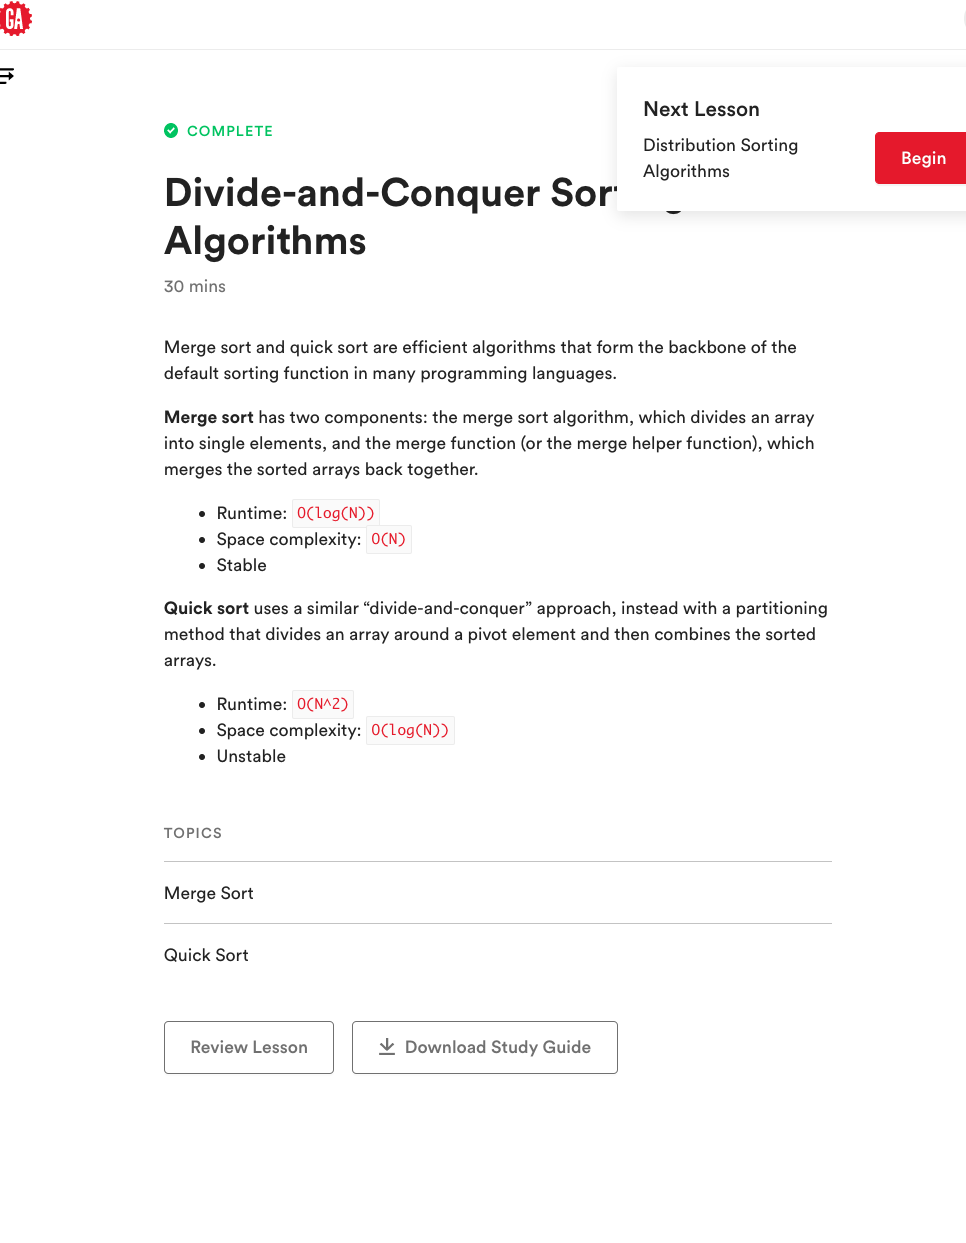 GA
Next Lesson
Distribution Sorting
Algorithms
Begin
COMPLETE
Divide-and-Conquer Sorting
Algorithms
30 mins
Merge sort and quick sort are efficient algorithms that form the backbone of the
default sorting function in many programming languages.
Merge sort has two components: the merge sort algorithm, which divides an array
into single elements, and the merge function (or the merge helper function), which
merges the sorted arrays back together.
• Runtime: O(log(N))
• Space complexity: O(N)
• Stable
Quick sort uses a similar “divide-and-conquer” approach, instead with a partitioning
method that divides an array around a pivot element and then combines the sorted
arrays.
• Runtime: O(N^2)
• Space complexity: O(log(N))
• Unstable
TOPICS
Merge Sort
Quick Sort
Review Lesson
Download Study Guide